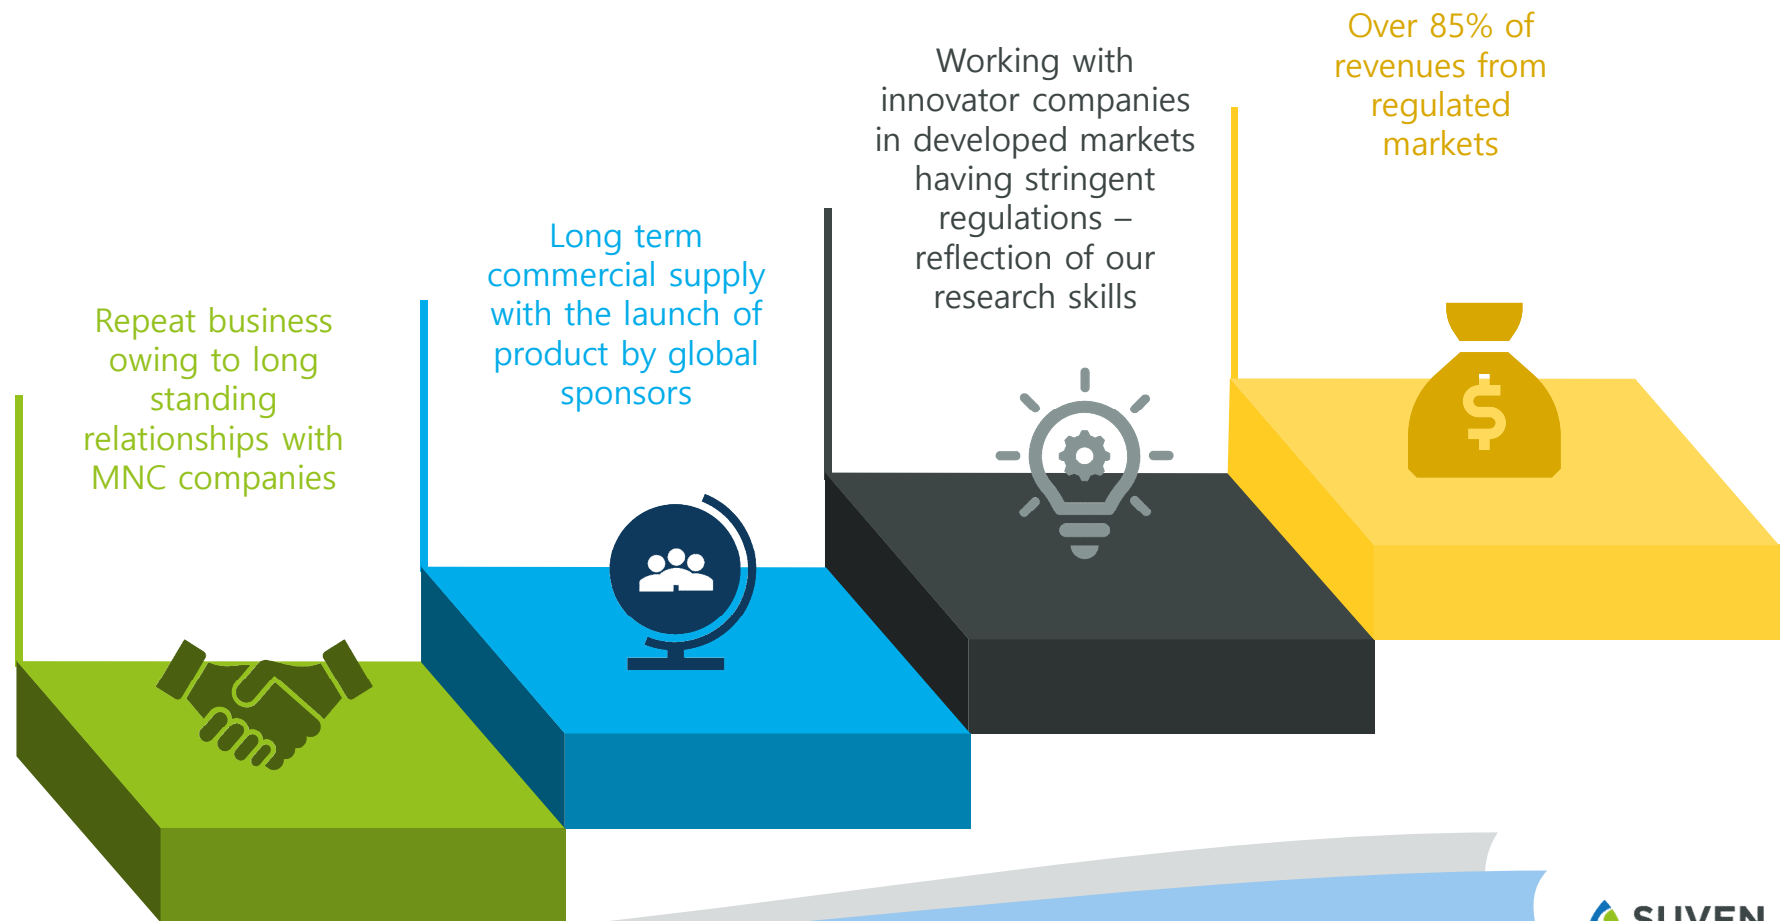 Repeat business
owing to long
standing
relationships with
MNC companies
Long term
commercial supply
with the launch of
product by global
sponsors
Working with
innovator companies
in developed markets
having stringent
regulations –
reflection of our
research skills
Over 85% of
revenues from
regulated
markets
$
SUVEN